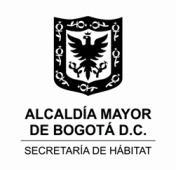 ALCALDÍA MAYOR
DE BOGOTÁ D.C.
SECRETARÍA DE HÁBITAT